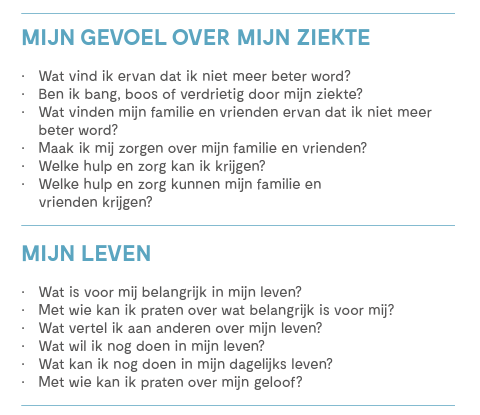 MIJN GEVOEL OVER MIJN ZIEKTE
· Wat vind ik ervan dat ik niet meer beter word?
· Ben ik bang, boos of verdrietig door mijn ziekte?
· Wat vinden mijn familie en vrienden ervan dat ik niet meer
beter word?
· Maak ik mij zorgen over mijn familie en vrienden?
· Welke hulp en zorg kan ik krijgen?
· Welke hulp en zorg kunnen mijn familie en
vrienden krijgen?
MIJN LEVEN
· Wat is voor mij belangrijk in mijn leven?
· Met wie kan ik praten over wat belangrijk is voor mij?
· Wat vertel ik aan anderen over mijn leven?
· Wat wil ik nog doen in mijn leven?
· Wat kan ik nog doen in mijn dagelijks leven?
· Met wie kan ik praten over mijn geloof?